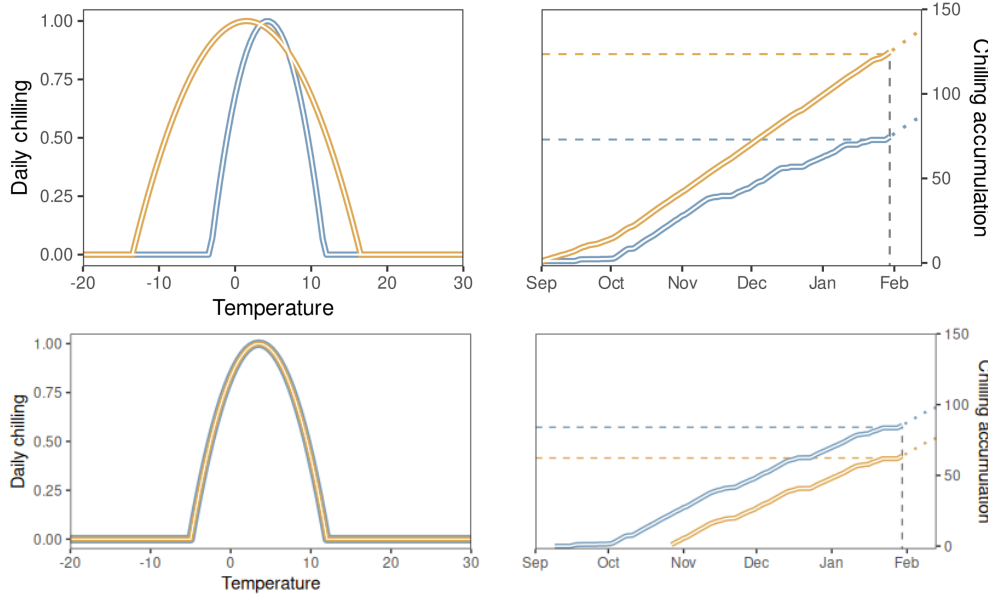 1.00
0.75
0.50
0.25
0.00
Daily chilling
-20
-10
0
10
20
30
Temperature
150
100
50
0
Chilling accumulation
Sep
Oct
Nov
Dec
Jan
Feb
1.00
0.75
0.50
0.25
0.00
Daily chilling
-20
-10
0
10
20
30
Temperature
150
100
50
0
Chilling accumulation
Sep
Oct
Nov
Dec
Jan
Feb